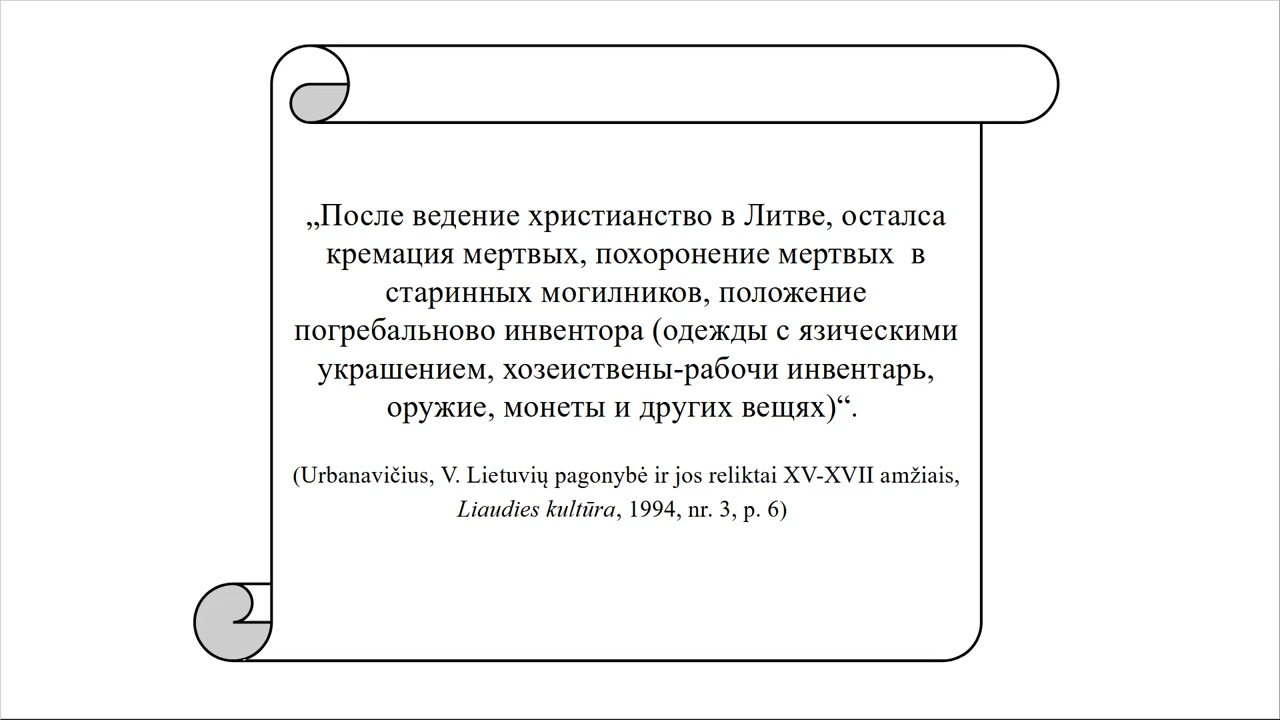 „После ведение христианство в Литве, осталса
кремация мертвых, похоронение мертвых  в
старинных могилников, положение
погребальново инвентора (одежды с язическими
украшением, хозеиствены-рабочи инвентарь,
оружие, монеты и других вещях)“.
(Urbanavičius, V. Lietuvių pagonybė ir jos reliktai XV-XVII amžiais,
Liaudies kultūra, 1994, nr. 3, p. 6)